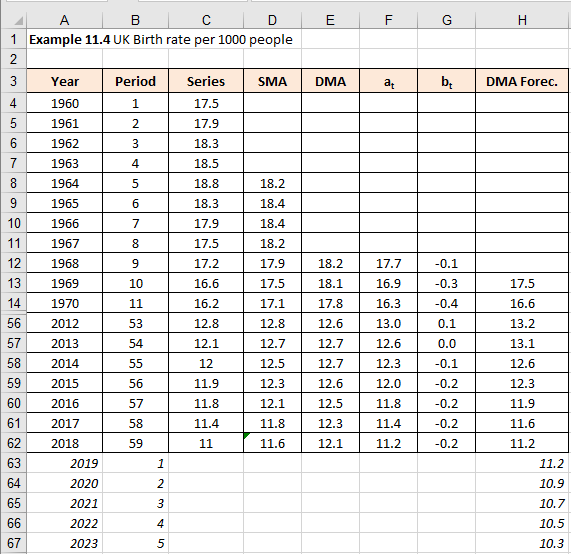 A B C D E F G H
1 Example 11.4 UK Birth rate per 1000 people
2
3 Year Period Series SMA DMA at bt DMA Forec.
4 1960 1 17.5
5 1961 2 17.9
6 1962 3 18.3
7 1963 4 18.5
8 1964 5 18.8 18.2
9 1965 6 18.3 18.4
10 1966 7 17.9 18.4
11 1967 8 17.5 18.2
12 1968 9 17.2 17.9 18.2 17.7 -0.1
13 1969 10 16.6 17.5 18.1 16.9 -0.3 17.5
14 1970 11 16.2 17.1 17.8 16.3 -0.4 16.6
56 2012 53 12.8 12.8 12.6 13.0 0.1 13.2
57 2013 54 12.1 12.7 12.7 12.6 0.0 13.1
58 2014 55 12 12.5 12.7 12.3 -0.1 12.6
59 2015 56 11.9 12.3 12.6 12.0 -0.2 12.3
60 2016 57 11.8 12.1 12.5 11.8 -0.2 11.9
61 2017 58 11.4 11.8 12.3 11.4 -0.2 11.6
62 2018 59 11 11.6 12.1 11.2 -0.2 11.2
63 2019 1 11.2
64 2020 2 10.9
65 2021 3 10.7
66 2022 4 10.5
67 2023 5 10.3